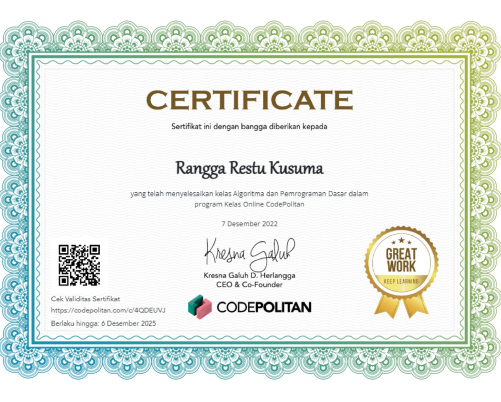 CERTIFICATE
Sertifikat ini dengan bangga diberikan kepada
Rangga Restu Kusuma
yang telah menyelesaikan kelas Algoritma dan Pemrograman Dasar dalam
program Kelas Online CodePolitan
7 Desember 2022
Kresna Galuh
Kresna Galuh D. Herlangga
CEO & Co-Founder
CODEPOLITAN
GREAT
WORK
KEEP LEARNING
Cek Validitas Sertifikat
https://codepolitan.com/c/4QDEUVJ
Berlaku hingga: 6 Desember 2025